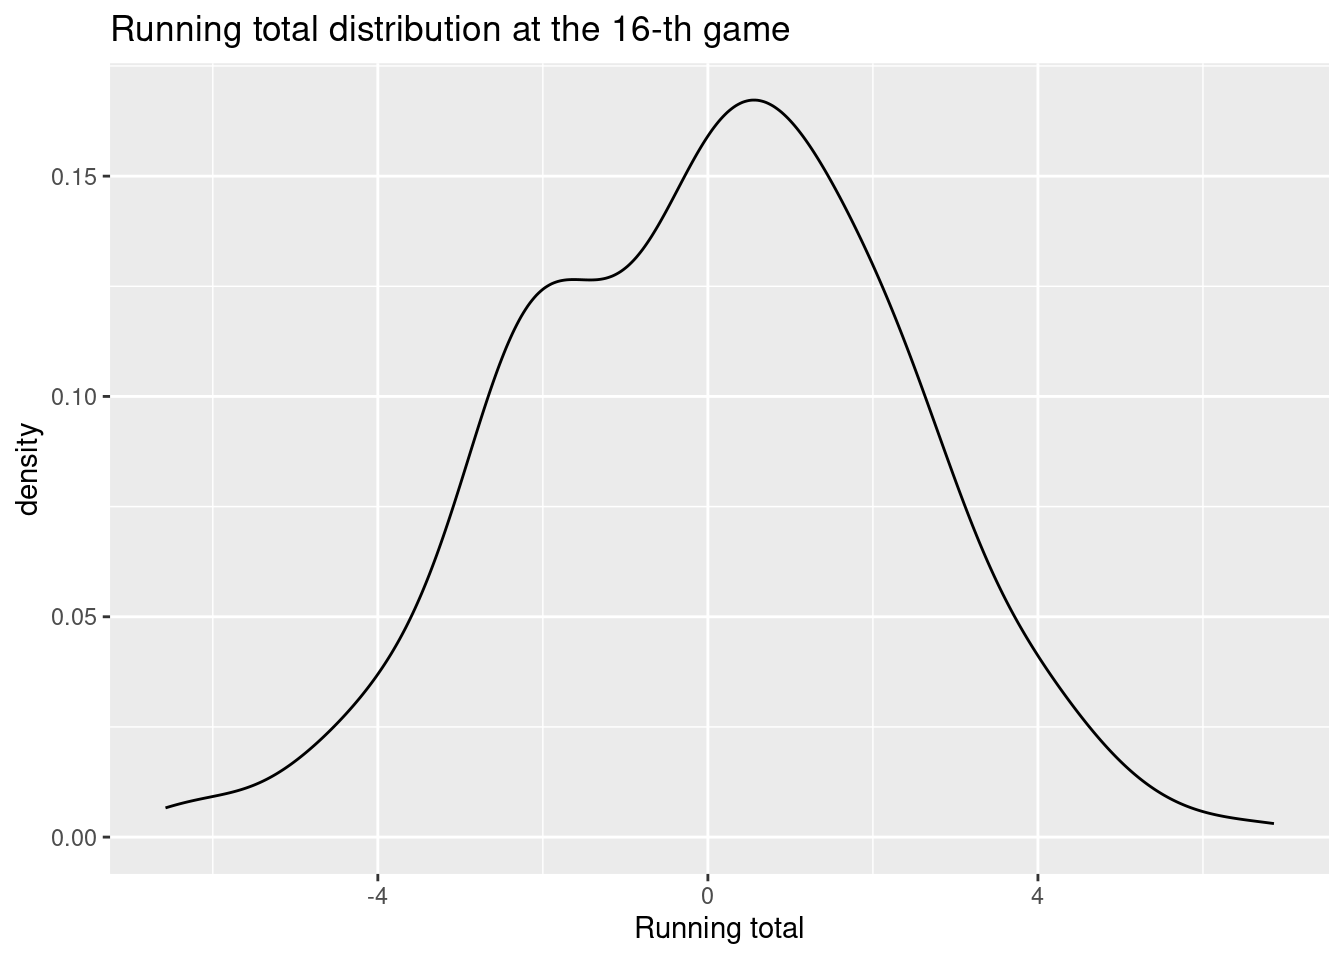 Running total distribution at the 16-th game
0.15
0.10
0.05
0.00
density
-4
0
4
Running total